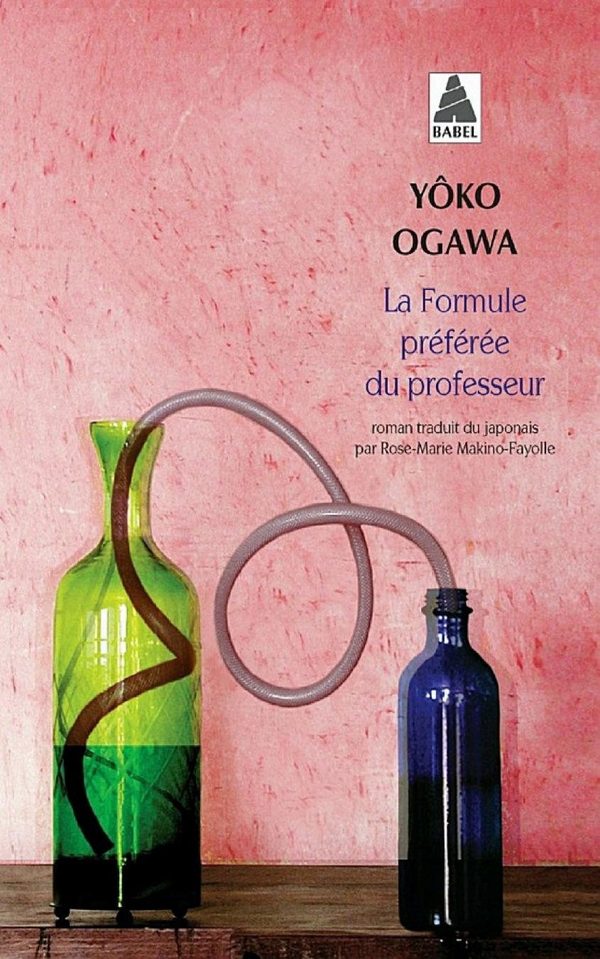 BABEL
YÔKO
OGAWA
La Formule
préférée
du professeur
roman traduit du japonais
par Rose-Marie Makino-Fayolle